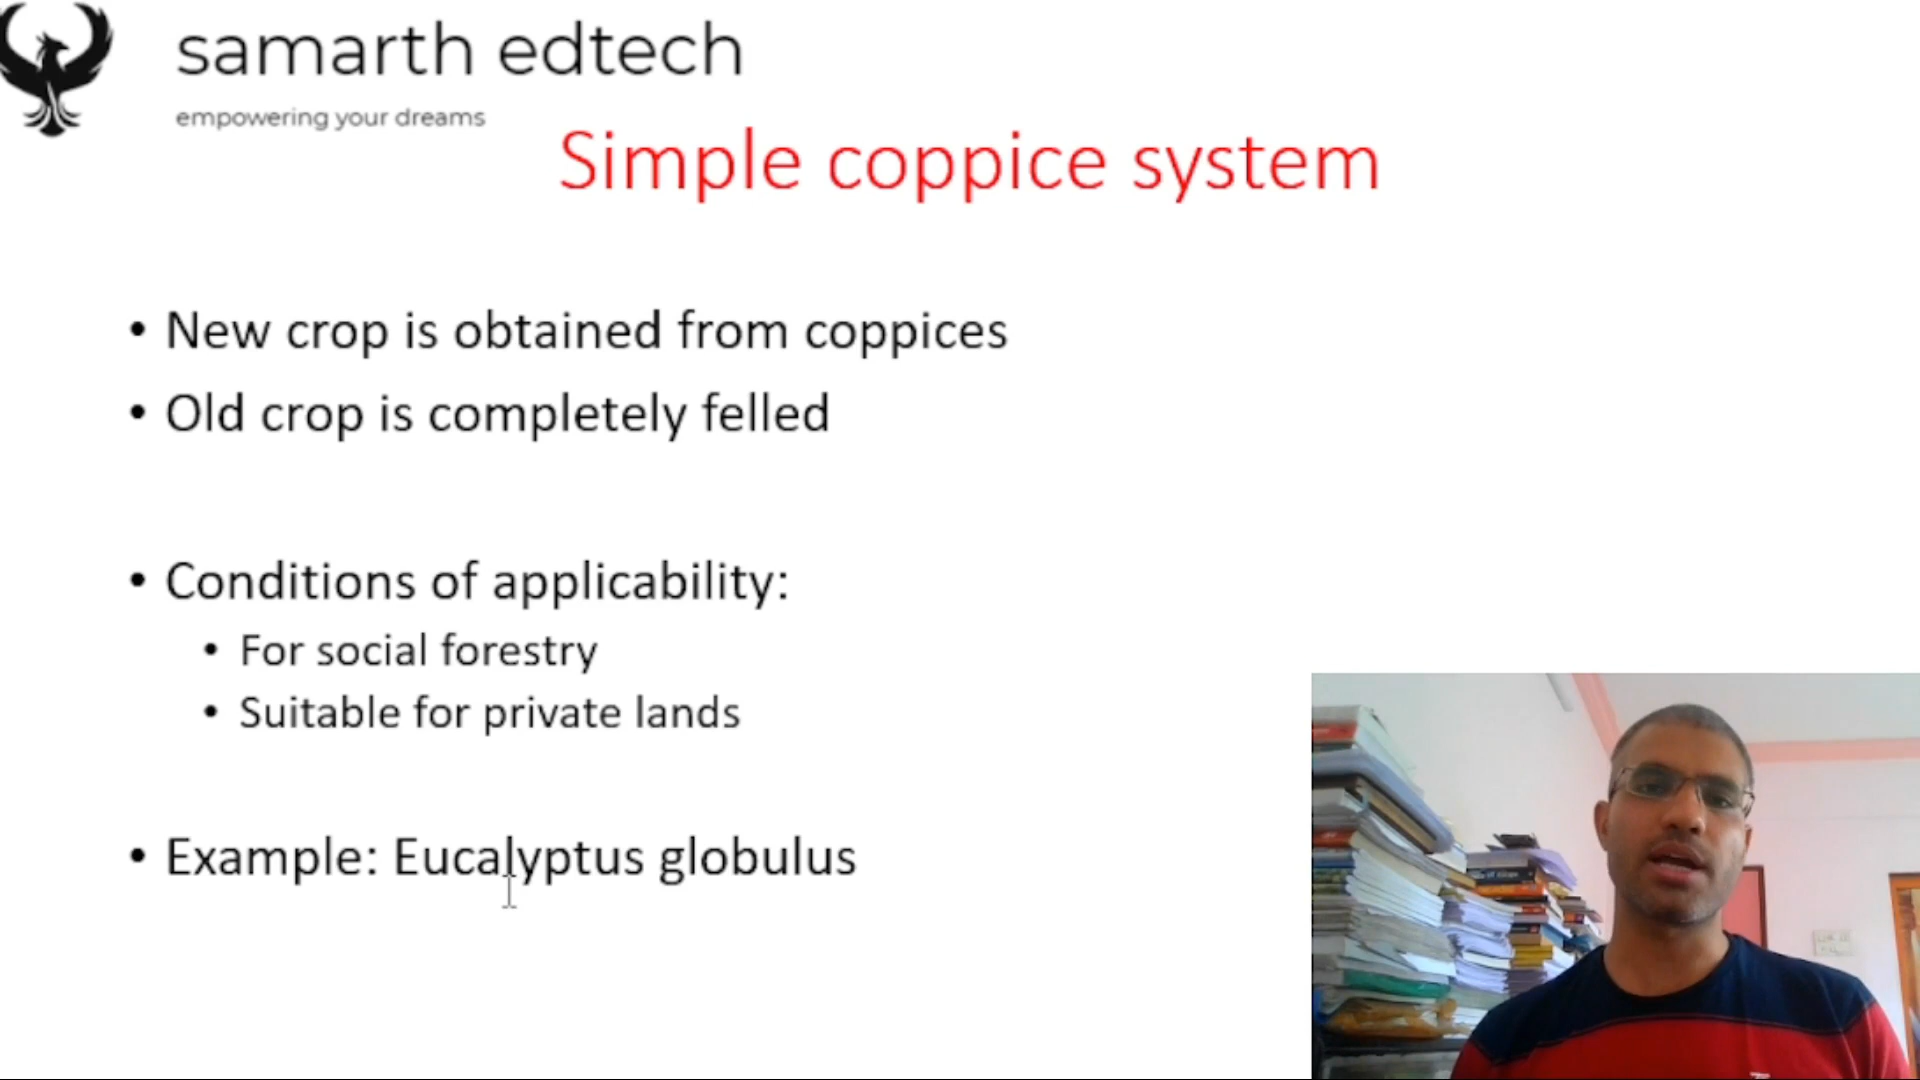 samarth edtech
empowering your dreams
Simple coppice system
• New crop is obtained from coppices
• Old crop is completely felled
• Conditions of applicability:
• For social forestry
• Suitable for private lands
• Example: Eucalyptus globulus